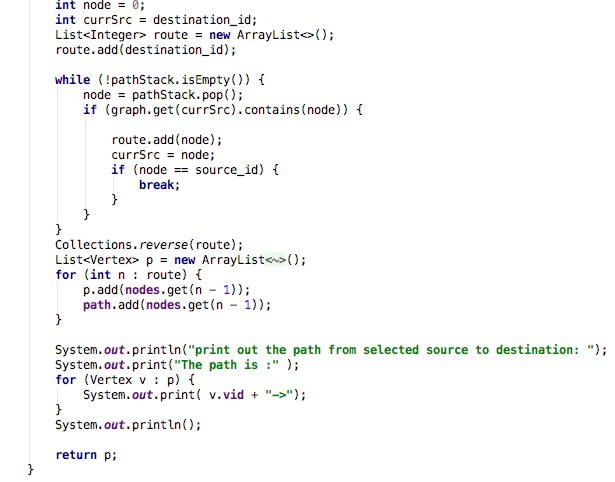 int node = 0;
int currSrc = destination_id;
List<Integer> route = new ArrayList<>();
route.add(destination_id);
while (!pathStack.isEmpty()) {
node = pathStack.pop();
if (graph.get(currSrc).contains(node)) {
route.add(node);
currSrc = node;
if (node == source_id) {
break;
}
}
}
Collections.reverse(route);
List<Vertex> p = new ArrayList<~>();
for (int n : route) {
p.add(nodes.get(n - 1));
path.add(nodes.get(n - 1));
}
System.out.println("print out the path from selected source to destination: ");
System.out.print("The path is :" );
for (Vertex v : p) {
System.out.print( v.vid + "->");
}
System.out.println();
return p;
}